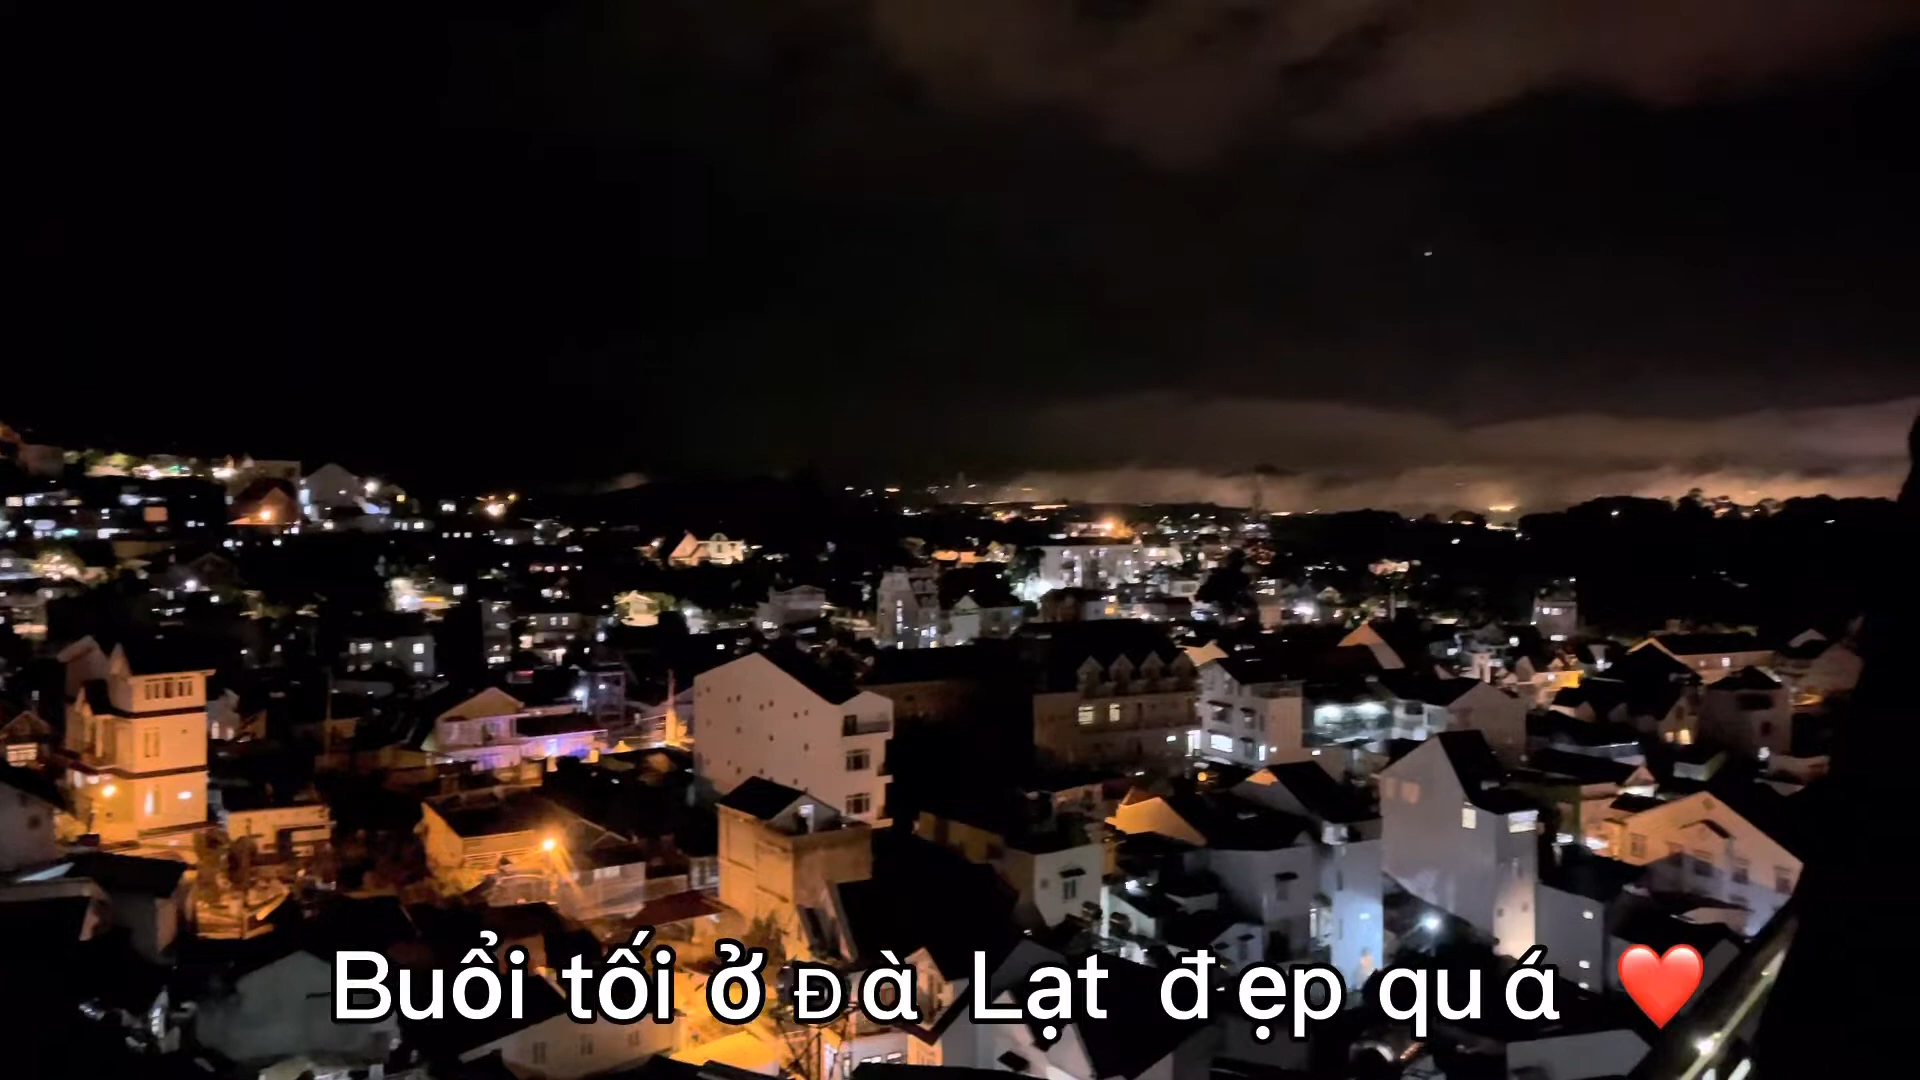 Buổi tối ở Đà Lạt đẹp quá ❤️